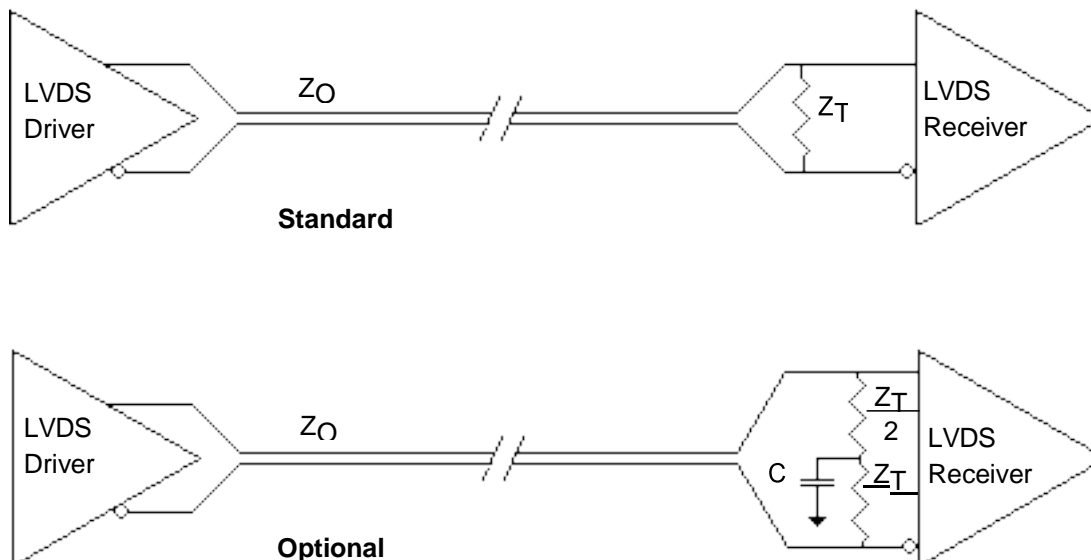 LVDS
Driver
ZO
ZT
LVDS
Receiver
Standard
LVDS
Driver
ZO
ZT
2
C
ZT
LVDS
Receiver
Optional